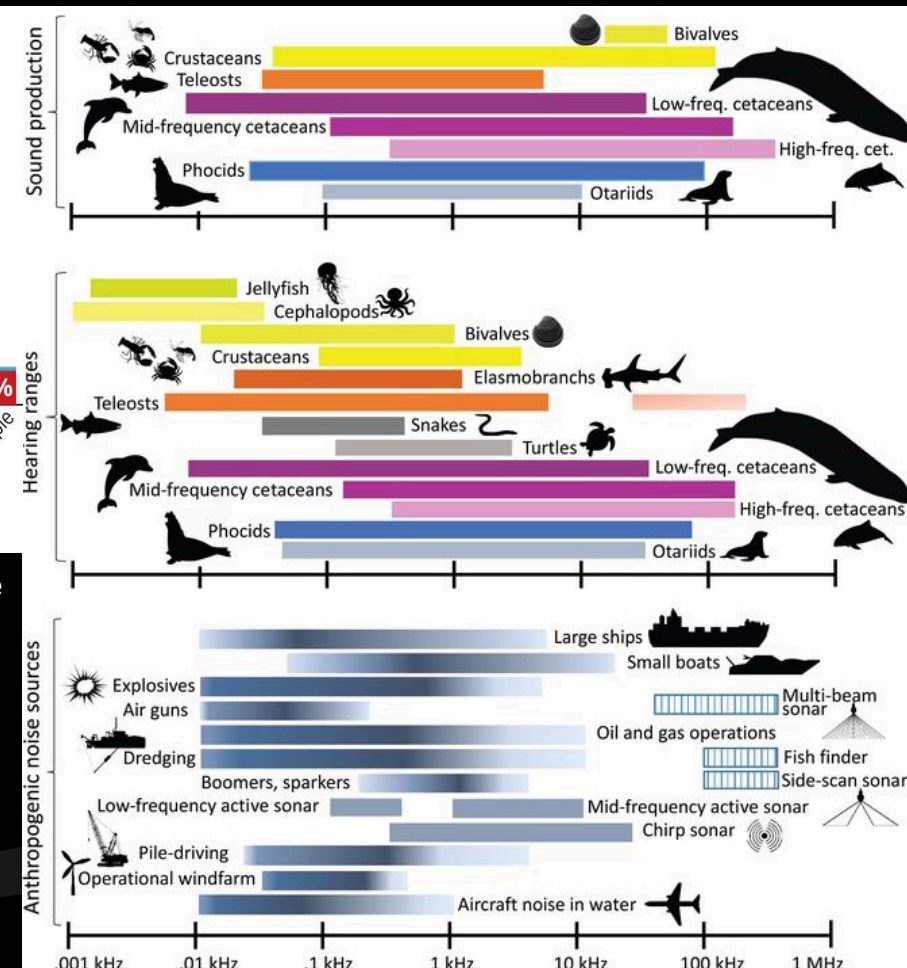 Sound production
Bivalves
Crustaceans
Teleosts
Low-freq. cetaceans
Mid-frequency cetaceans
High-freq. cet.
Phocids
Otariids
%
Hearing ranges
Jellyfish
Cephalopods
Bivalves
Crustaceans
Elasmobranchs
Teleosts
Snakes
Turtles
Low-freq. cetaceans
Mid-frequency cetaceans
High-freq. cetaceans
Phocids
Otariids
Anthropogenic noise sources
Large ships
Small boats
Explosives
Multi-beam
sonar
Air guns
Oil and gas operations
Dredging
Fish finder
Boomers, sparkers
Side-scan sonar
Low-frequency active sonar
Mid-frequency active sonar
Chirp sonar
Pile-driving
Operational windfarm
Aircraft noise in water
.001 kHz .01 kHz .1 kHz 1 kHz 10 kHz 100 kHz 1 MHz